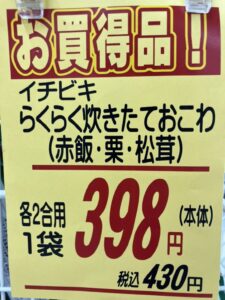 お買得品!
イチビキ
らくらく炊きたておこわ
(赤飯・栗・松茸)
各2合用
1袋
398円
(本体)
税込430円